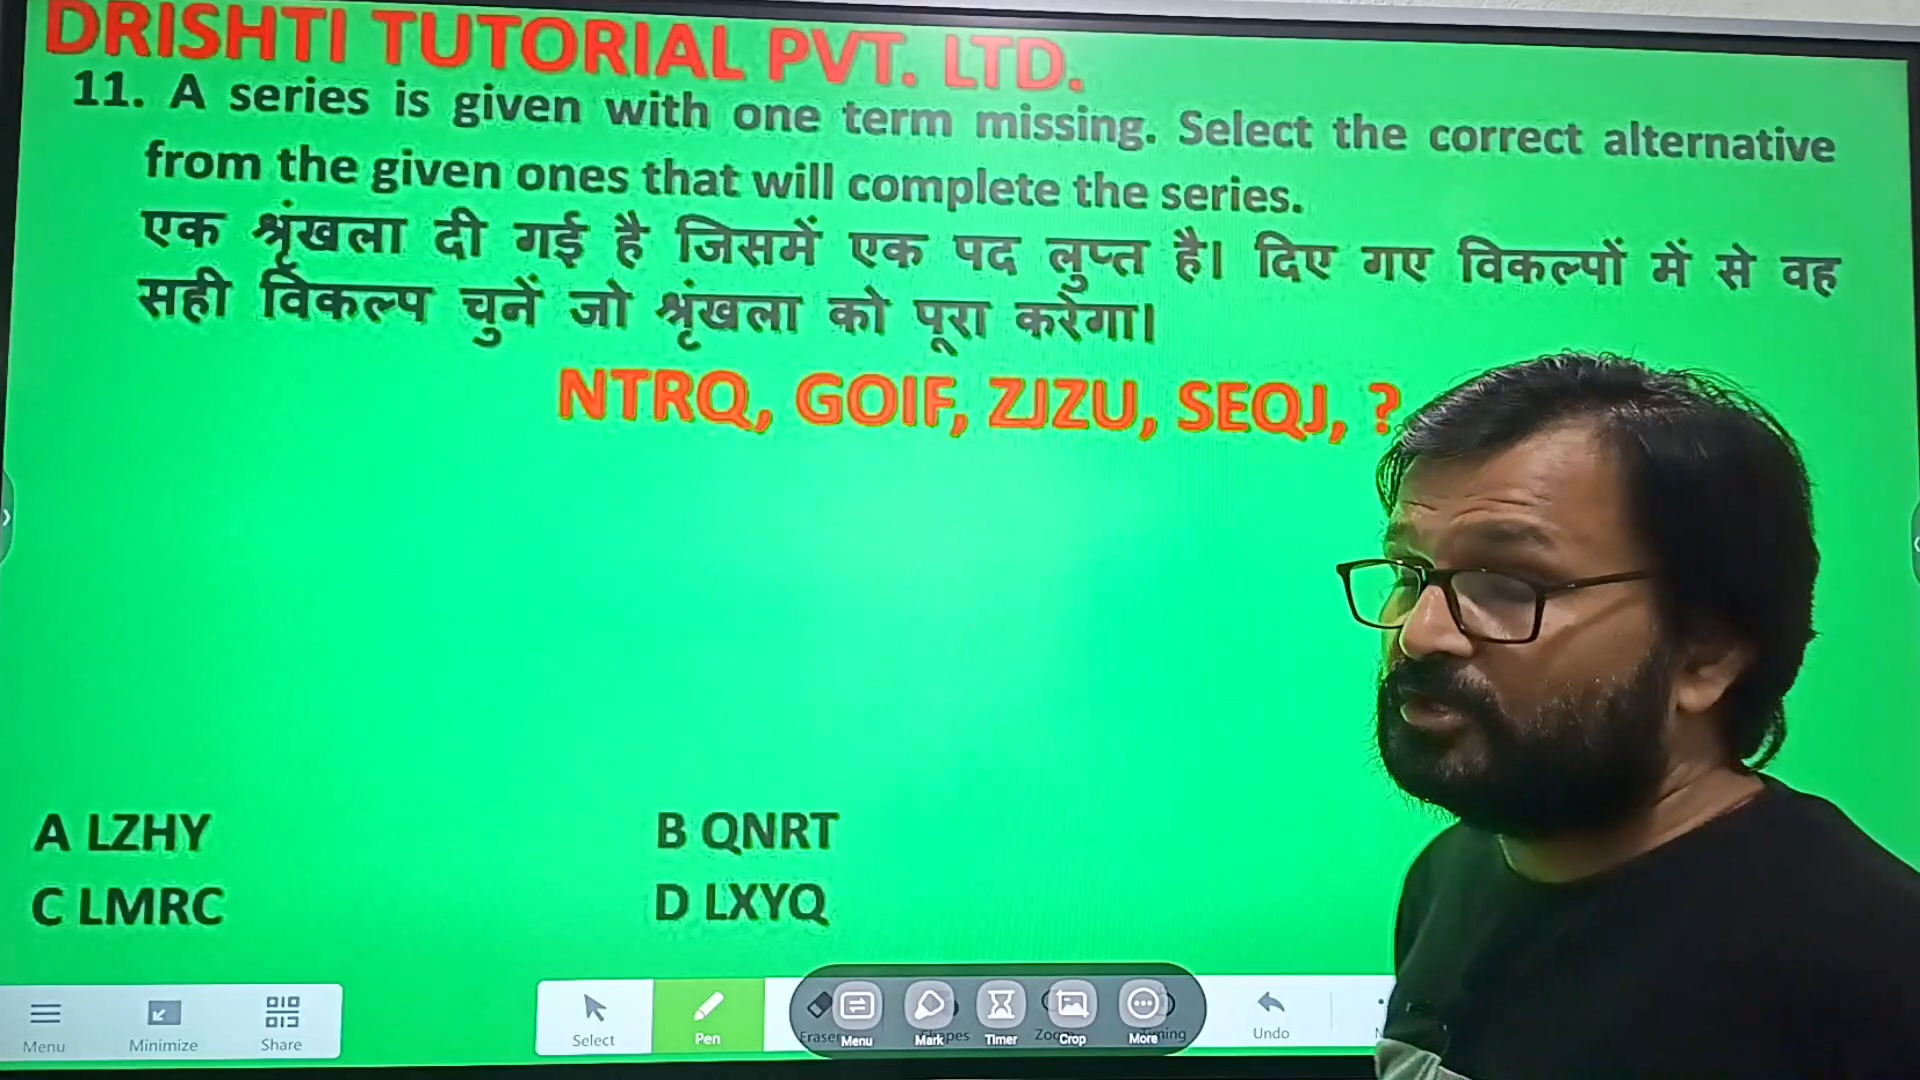 DRISHTI TUTORIAL PVT. LTD.
11. A series is given with one term missing. Select the correct alternative
from the given ones that will complete the series.
एक श्रृंखला दी गई है जिसमें एक पद लुप्त है। दिए गए विकल्पों में से वह
सही विकल्प चुनें जो श्रृंखला को पूरा करेगा।
NTRQ, GOIF, ZJZU, SEQJ, ?
A LZHY
B QNRT
C LMRC
D LXYQ
Menu
Minimize
Share
Select
Pen
Menu
Mark
Timer
Crop
More
Undo